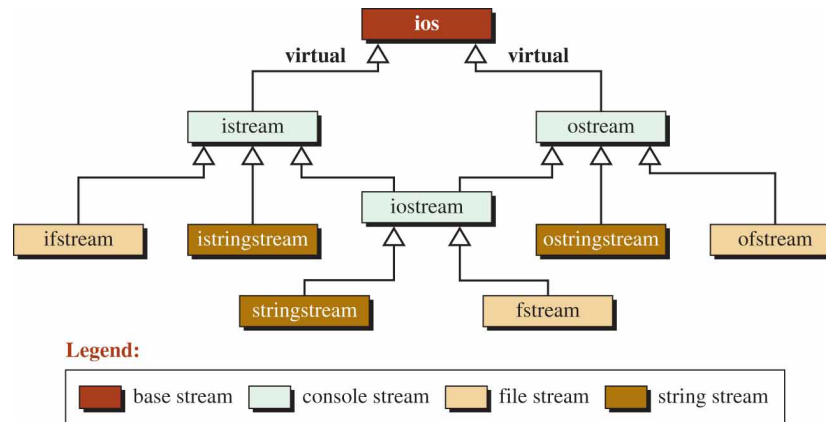 ios
virtual
virtual
istream
ostream
iostream
ifstream
istringstream
ostringstream
ofstream
stringstream
fstream
Legend:
base stream
console stream
file stream
string stream